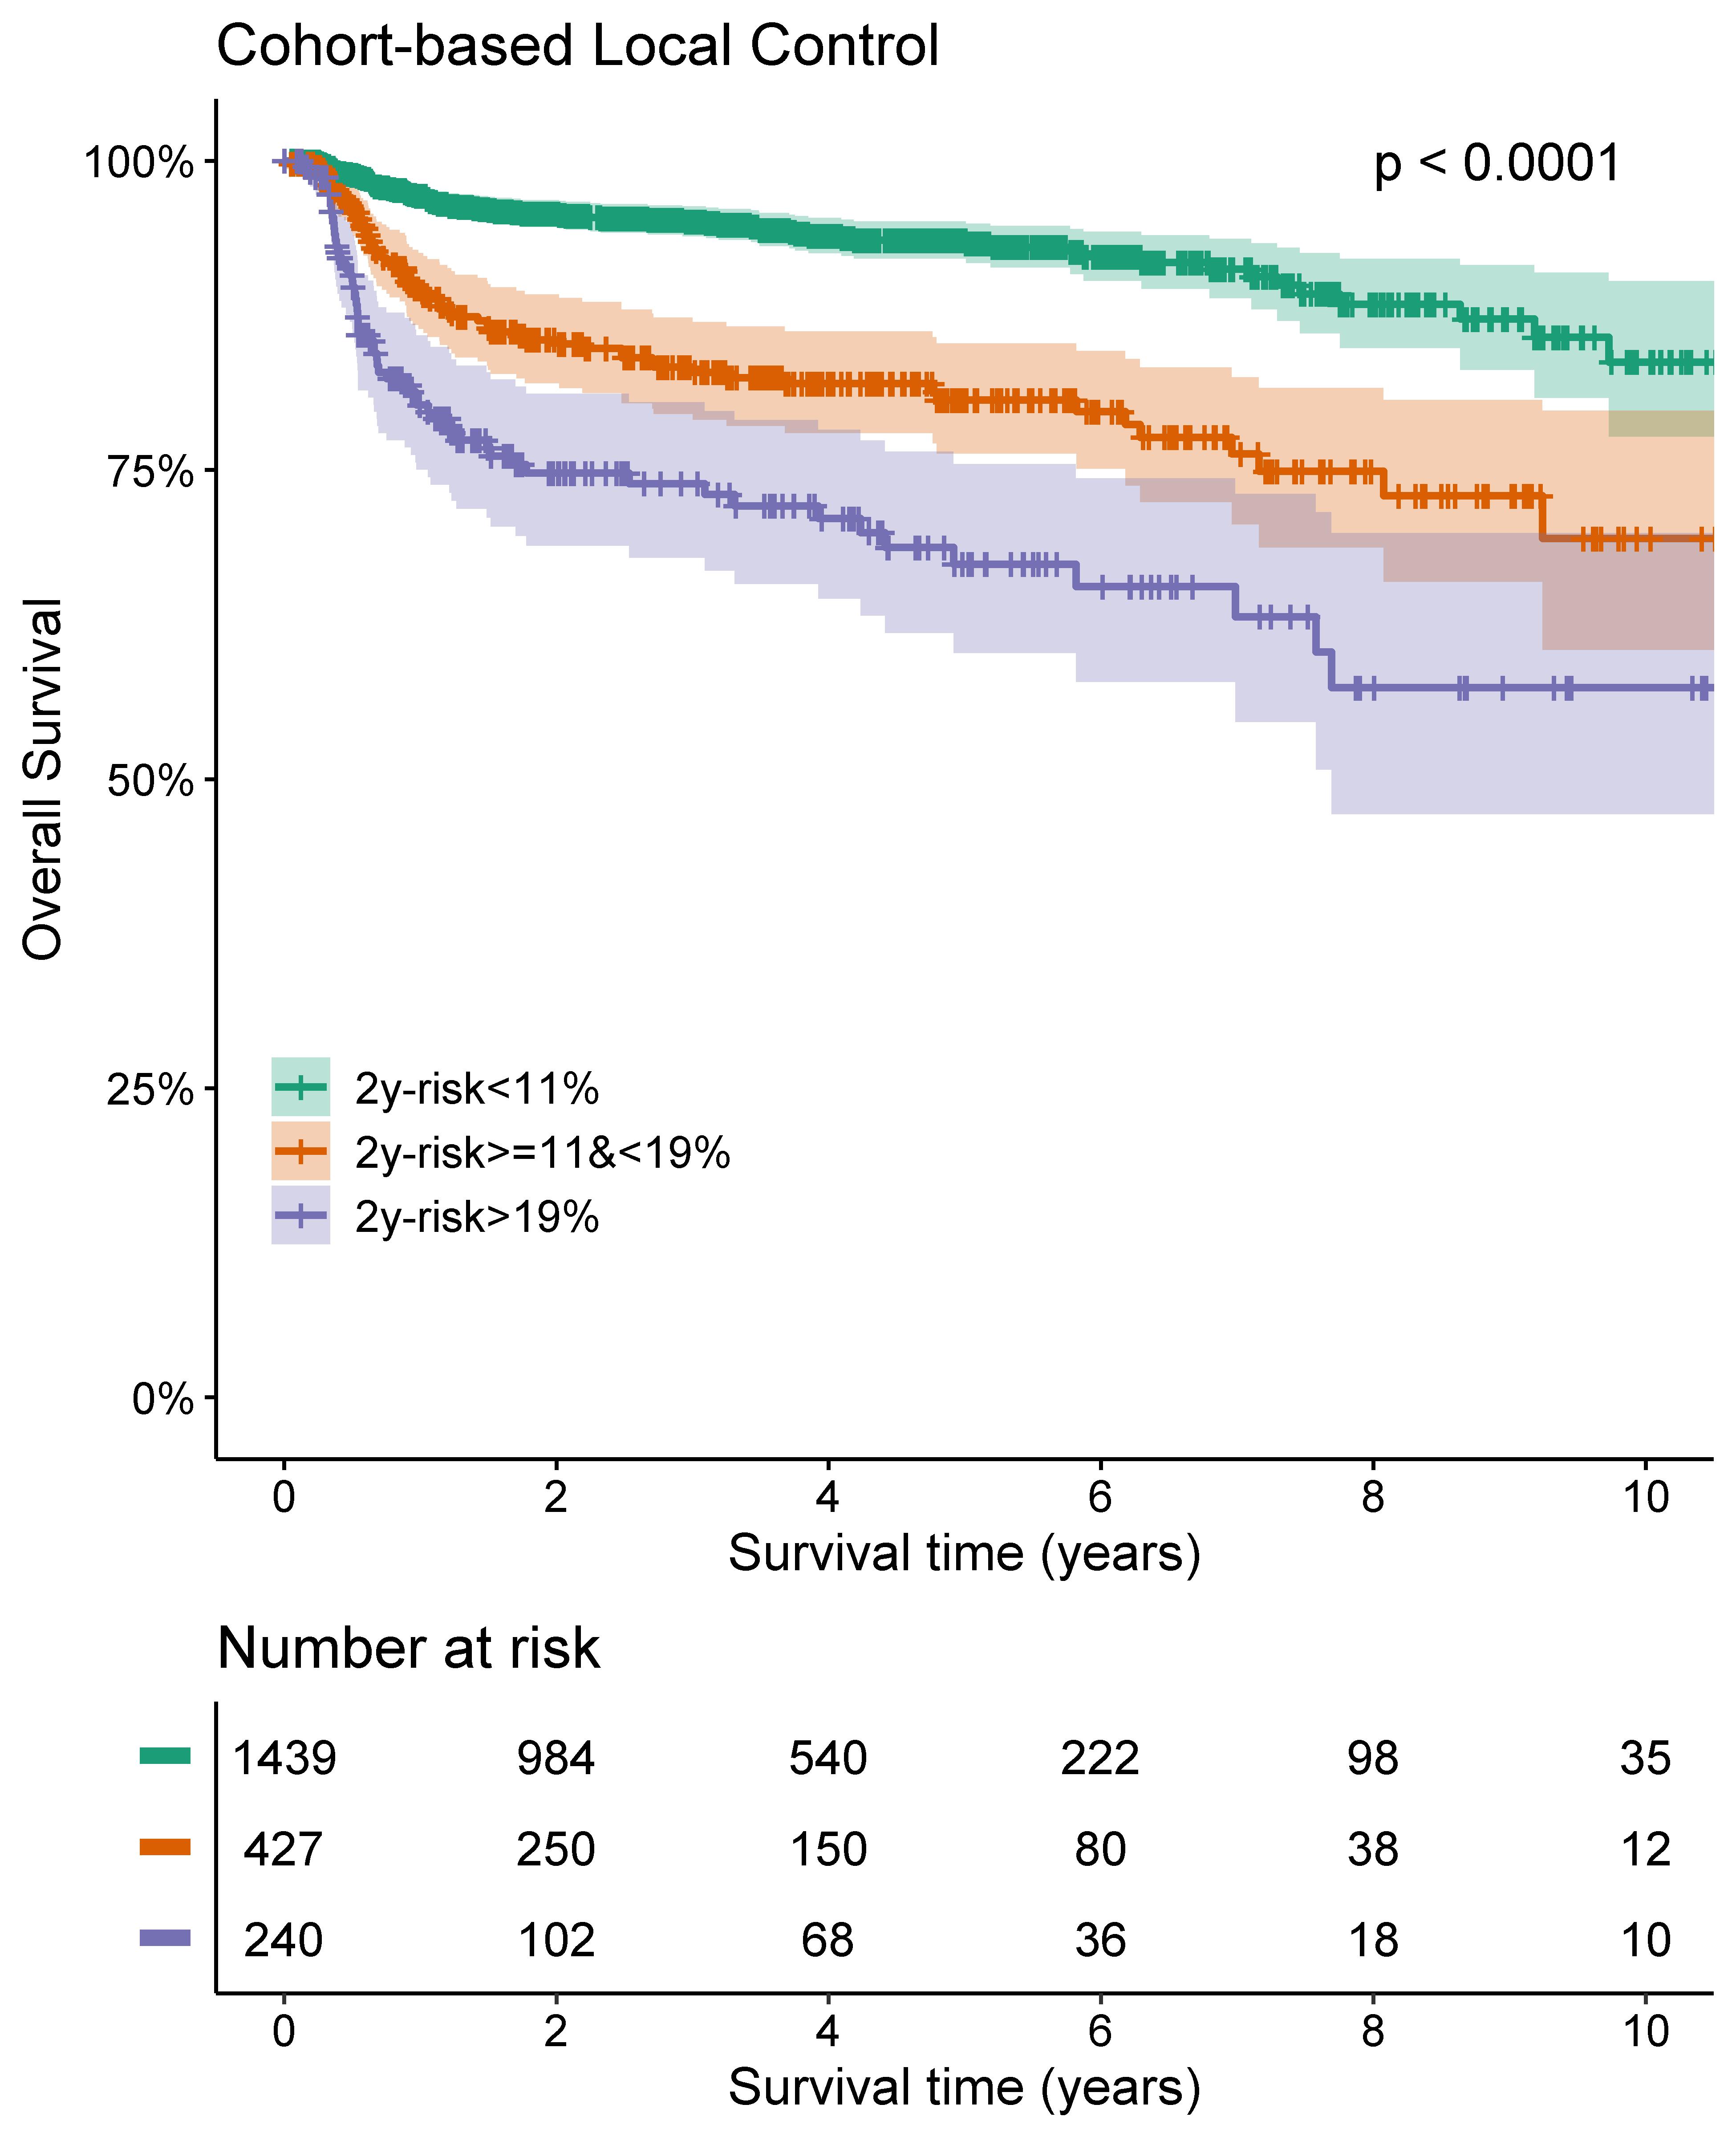 Cohort-based Local Control
p < 0.0001
100%
75%
50%
25%
0%
Overall Survival
2y-risk<11%
2y-risk>=11&<19%
2y-risk>19%
0 2 4 6 8 10
Survival time (years)
Number at risk
1439 984 540 222 98 35
427 250 150 80 38 12
240 102 68 36 18 10
0 2 4 6 8 10
Survival time (years)